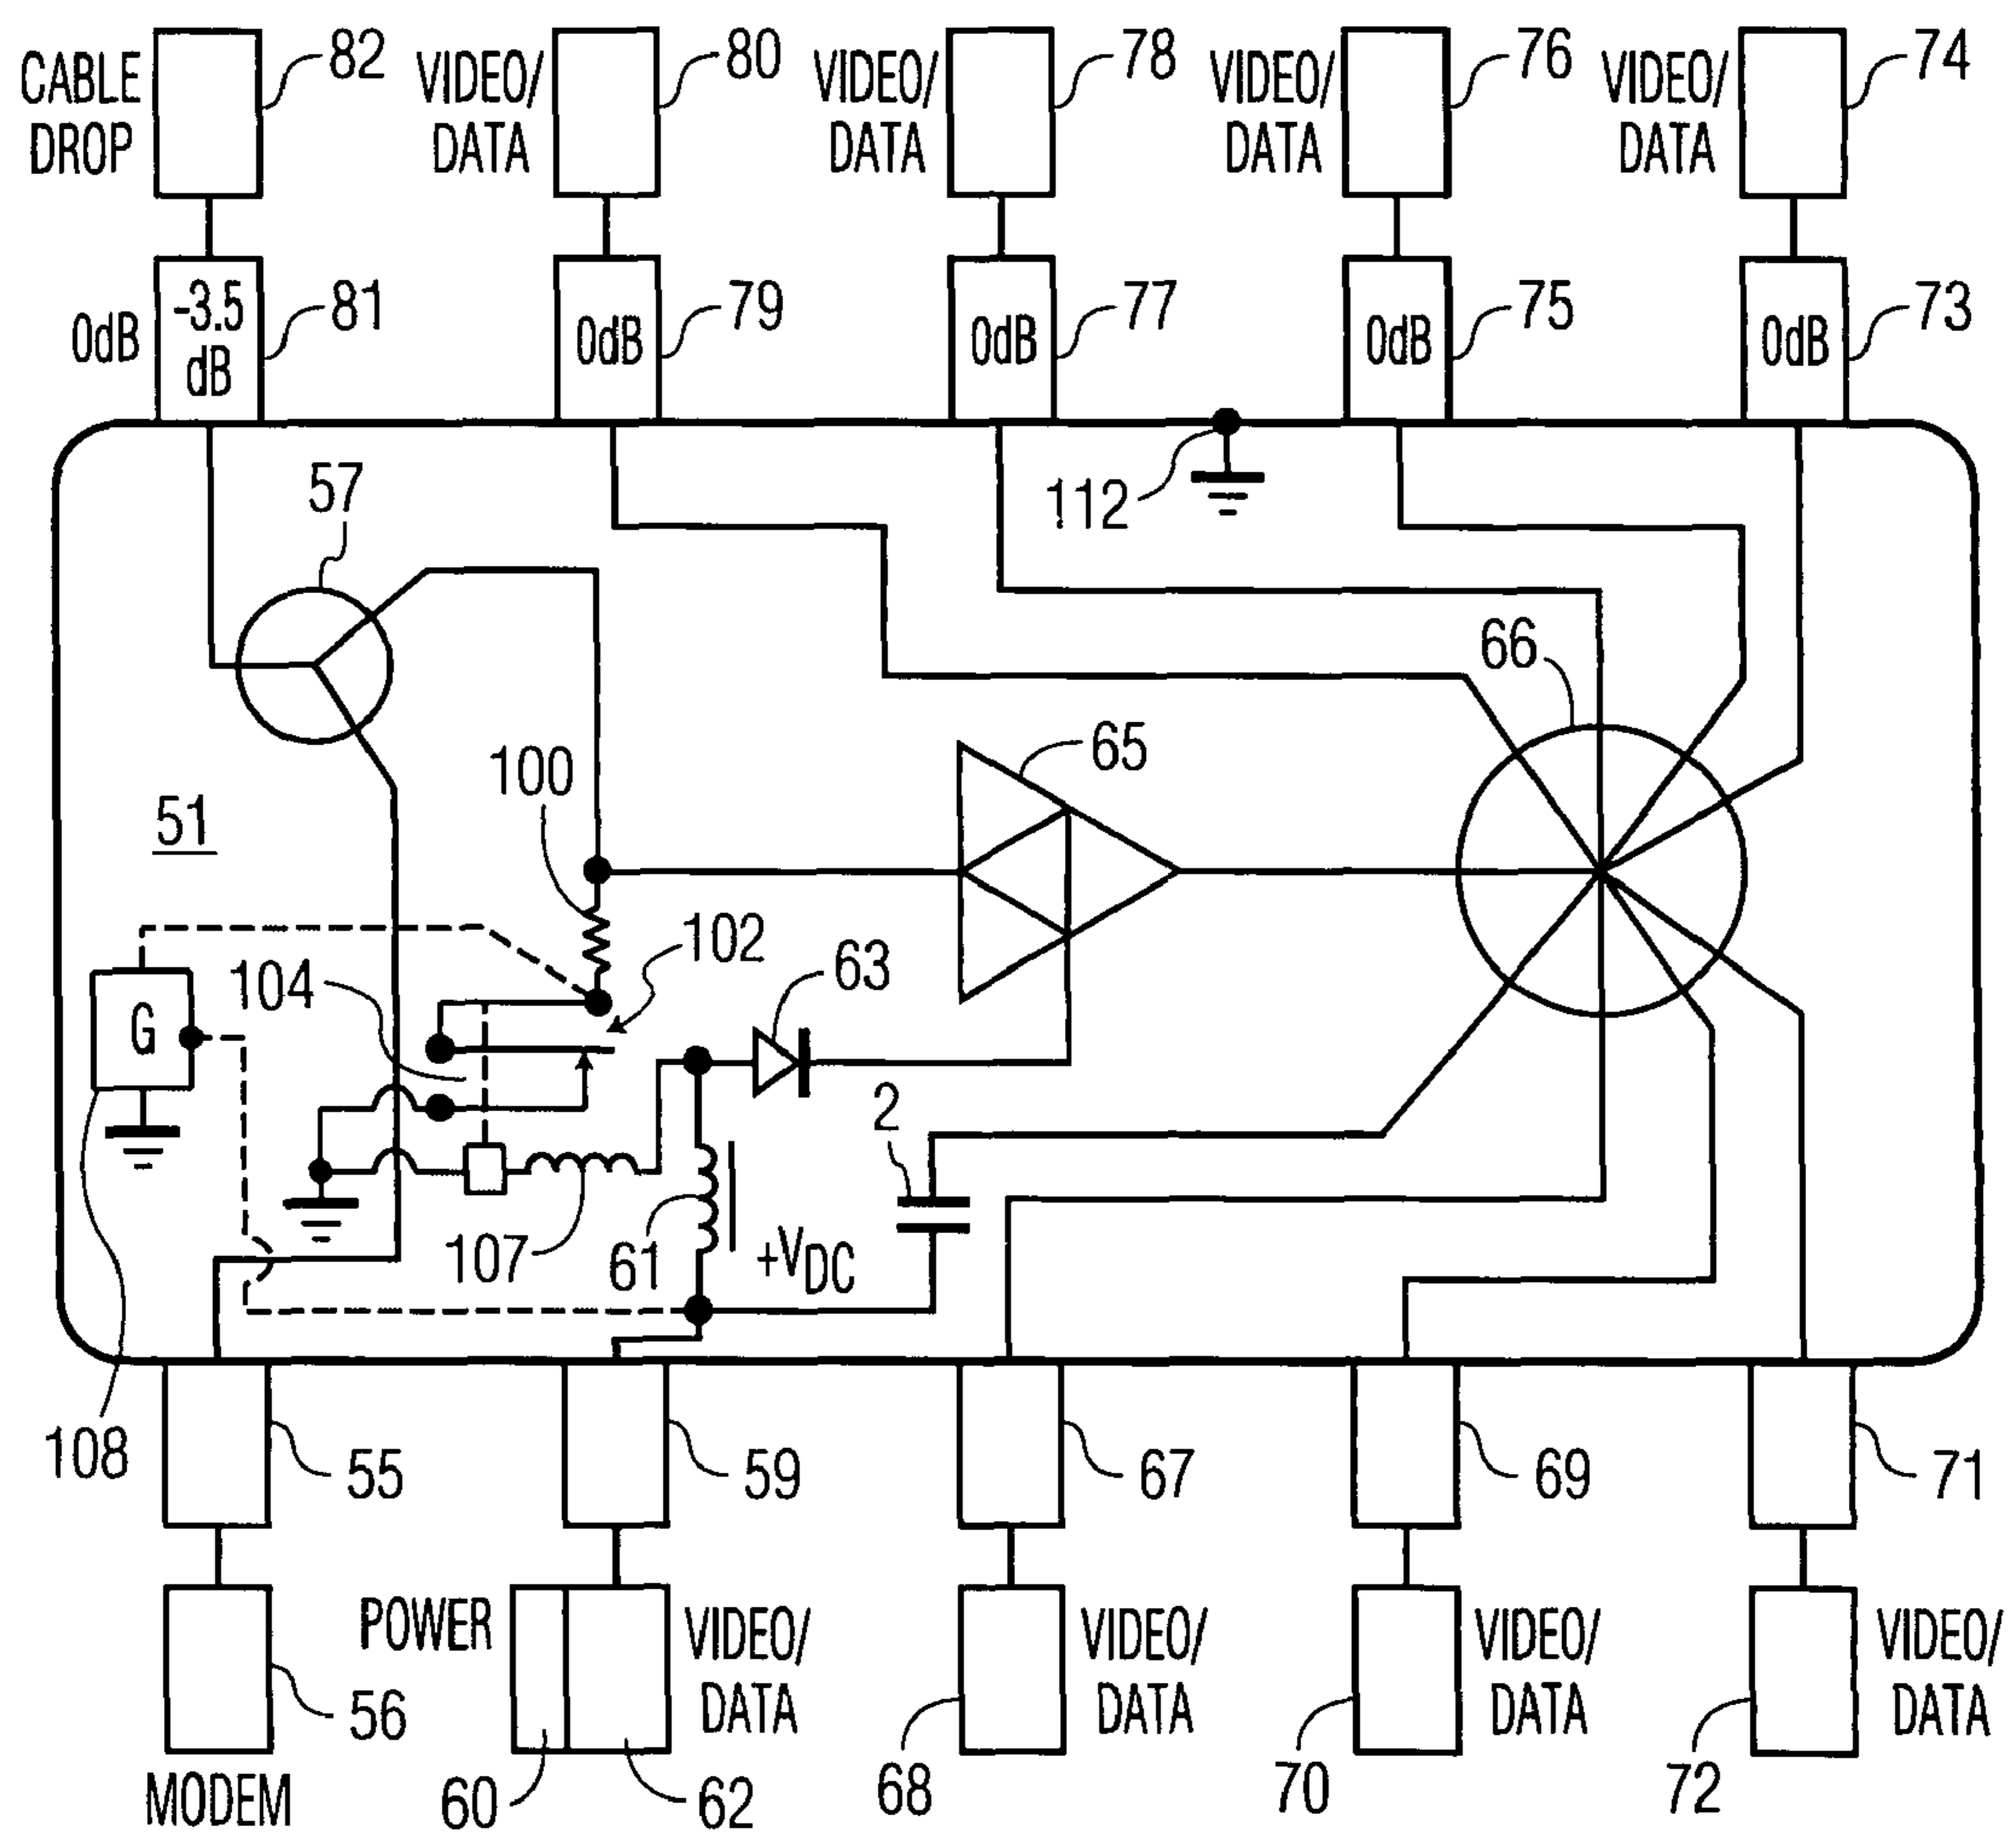 CABLE
DROP
82
VIDEO/
DATA
80
VIDEO/
DATA
78
VIDEO/
DATA
76
VIDEO/
DATA
74
0dB
-3.5
dB
81
0dB
79
0dB
77
0dB
75
0dB
73
57
112
66
65
100
51
102
63
104
G
2
107
61
+VDC
108
55
59
67
69
71
POWER
VIDEO/
DATA
VIDEO/
DATA
VIDEO/
DATA
VIDEO/
DATA
56
MODEM
60
62
68
70
72